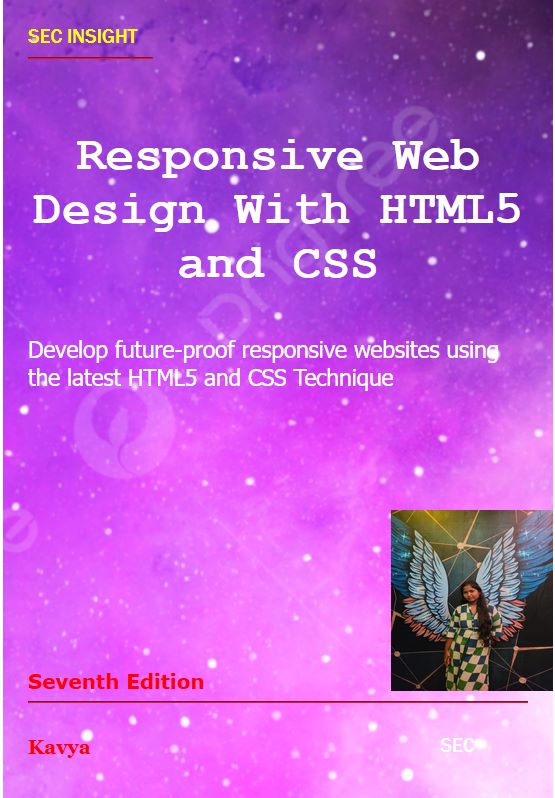 SEC INSIGHT
Responsive Web
Design With HTML5
and CSS
Develop future-proof responsive websites using
the latest HTML5 and CSS Technique
Seventh Edition
Kavya
SEC